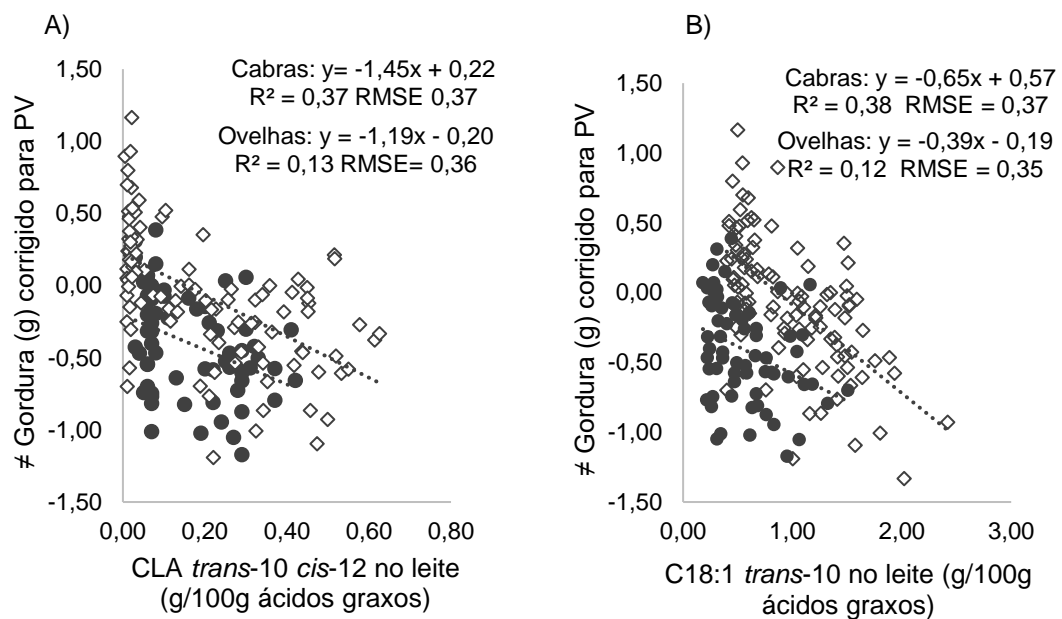 A)
Cabras: y= -1,45x + 0,22
R² = 0,37 RMSE 0,37
Ovelhas: y = -1,19x - 0,20
R² = 0,13 RMSE= 0,36
≠ Gordura (g) corrigido para PV
1,50
1,00
0,50
0,00
-0,50
-1,00
-1,50
0,00 0,20 0,40 0,60 0,80
CLA trans-10 cis-12 no leite
(g/100g ácidos graxos)
B)
Cabras: y = -0,65x + 0,57
R² = 0,38 RMSE = 0,37
Ovelhas: y = -0,39x - 0,19
R² = 0,12 RMSE = 0,35
≠ Gordura (g) corrigido para PV
1,50
1,00
0,50
0,00
-0,50
-1,00
-1,50
0,00 1,00 2,00 3,00
C18:1 trans-10 no leite (g/100g
ácidos graxos)